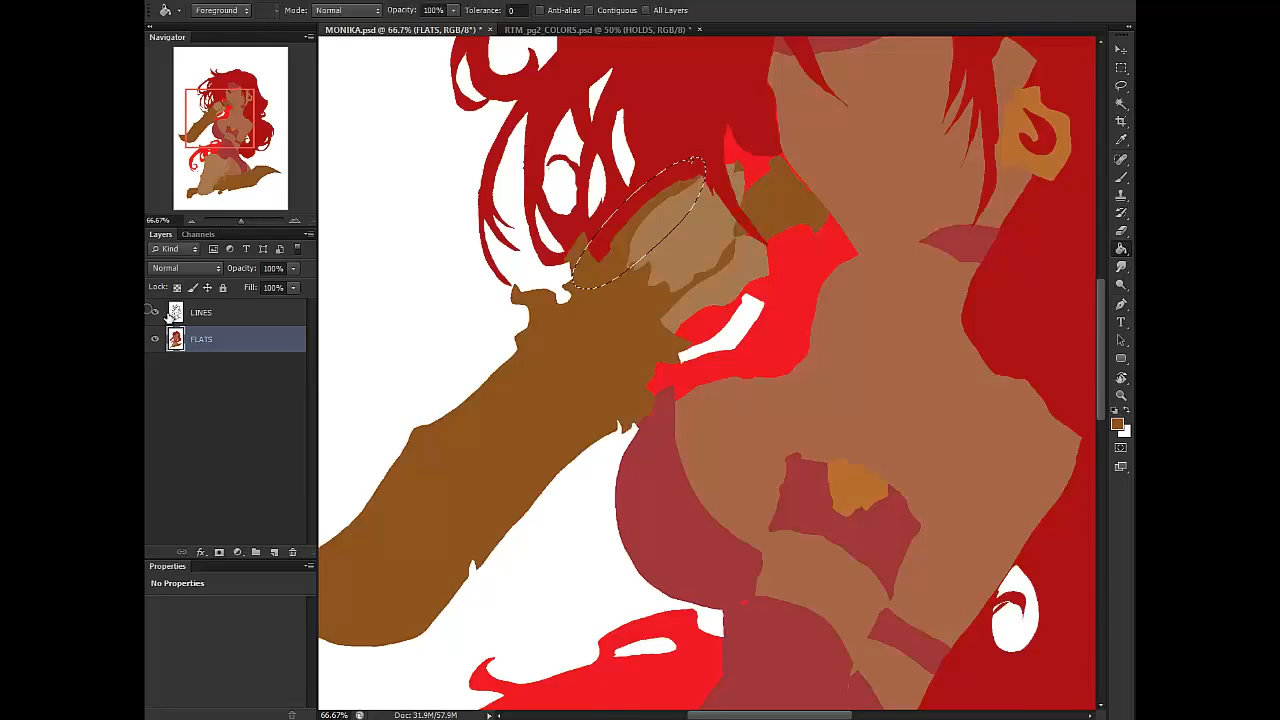 Foreground Mode: Normal Opacity: 100% Tolerance: 0 Anti-alias Contiguous All Layers
MONIKA.psd @ 66.7% (FLATS, RGB/8*) * × RTM_pg2_COLORS.psd @ 50% (HOLDS, RGB/8) * ×
Navigator
66.67%
Layers Channels
Kind
Normal Opacity: 100%
Lock: Fill: 100%
LINES
FLATS
Properties
No Properties
66.67% Doc: 31.9M/57.9M